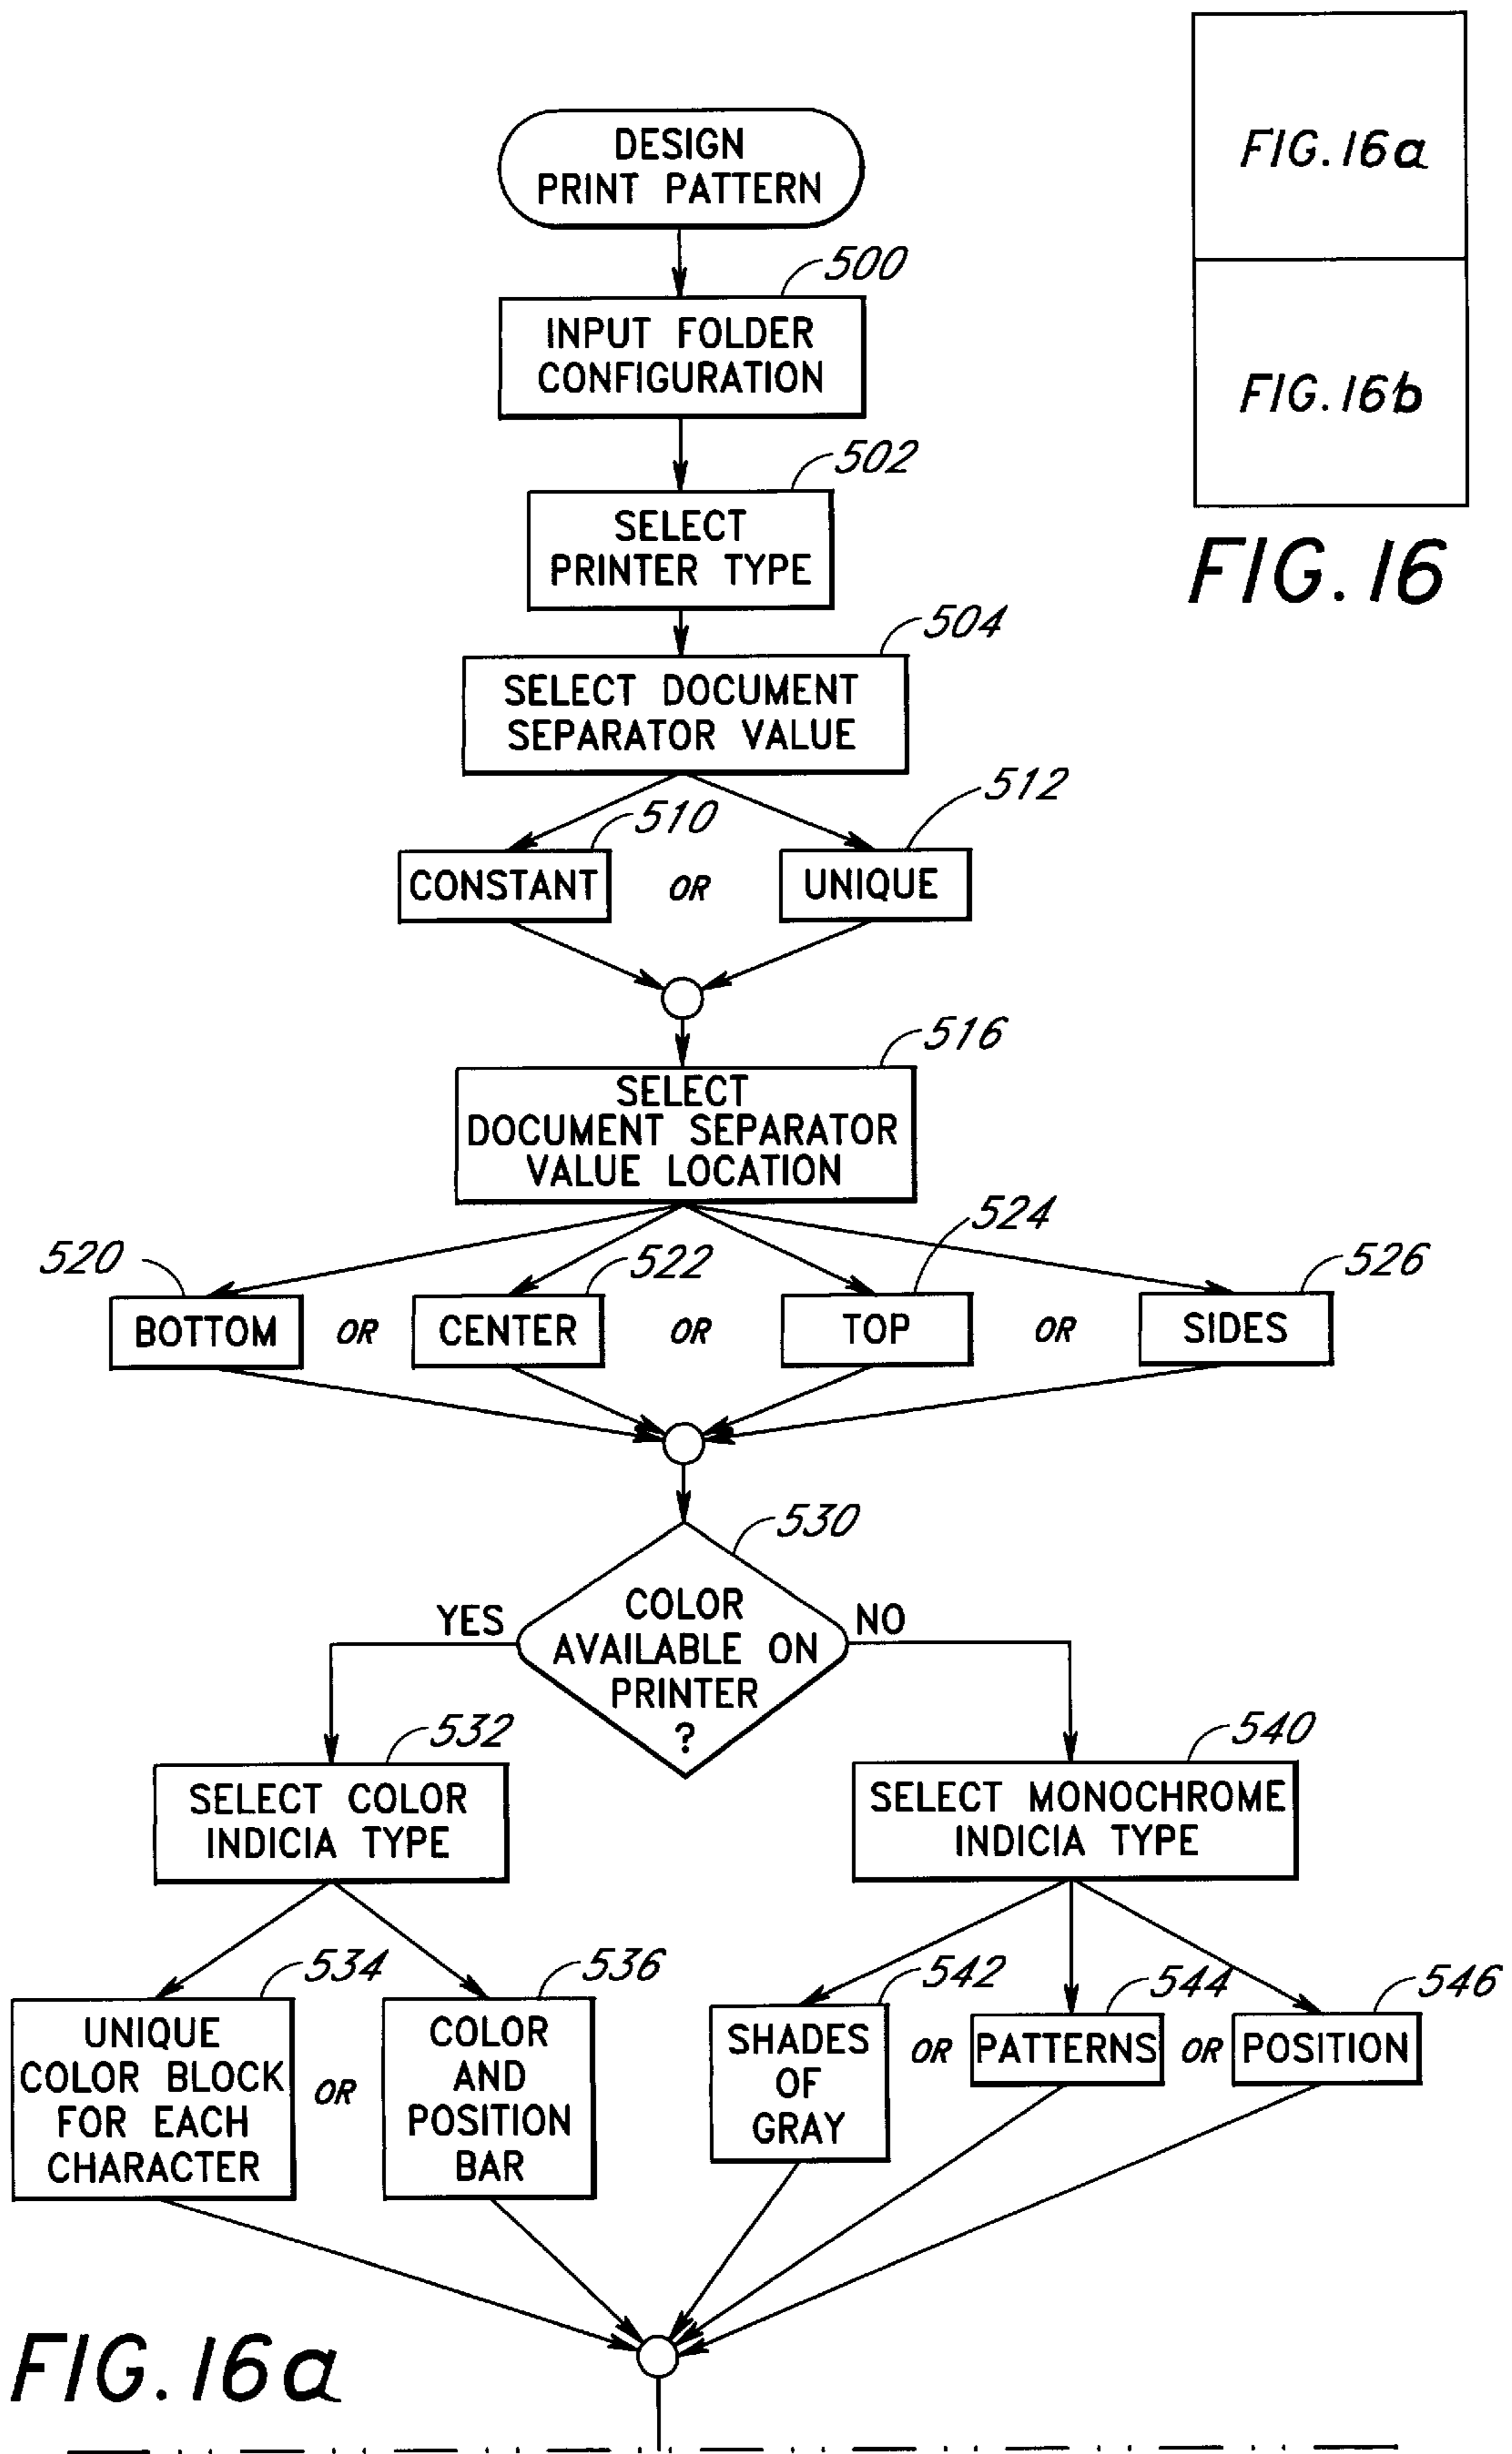 DESIGN
PRINT PATTERN
500
INPUT FOLDER
CONFIGURATION
502
SELECT
PRINTER TYPE
504
SELECT DOCUMENT
SEPARATOR VALUE
510
512
CONSTANT
OR
UNIQUE
516
SELECT
DOCUMENT SEPARATOR
VALUE LOCATION
520
522
524
526
BOTTOM
OR
CENTER
OR
TOP
OR
SIDES
530
COLOR
AVAILABLE ON
PRINTER
?
YES
NO
532
SELECT COLOR
INDICIA TYPE
540
SELECT MONOCHROME
INDICIA TYPE
534
UNIQUE
COLOR BLOCK
FOR EACH
CHARACTER
OR
536
COLOR
AND
POSITION
BAR
542
SHADES
OF
GRAY
OR
544
PATTERNS
OR
546
POSITION
FIG. 16a
FIG. 16a
FIG. 16b
FIG. 16